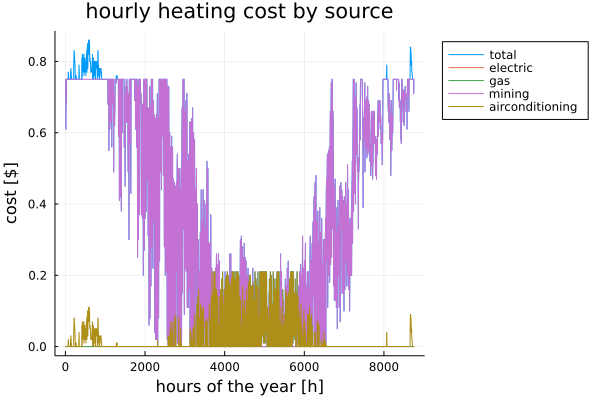 hourly heating cost by source
total
electric
gas
mining
airconditioning
cost [$]
0.8
0.6
0.4
0.2
0.0
0 2000 4000 6000 8000
hours of the year [h]